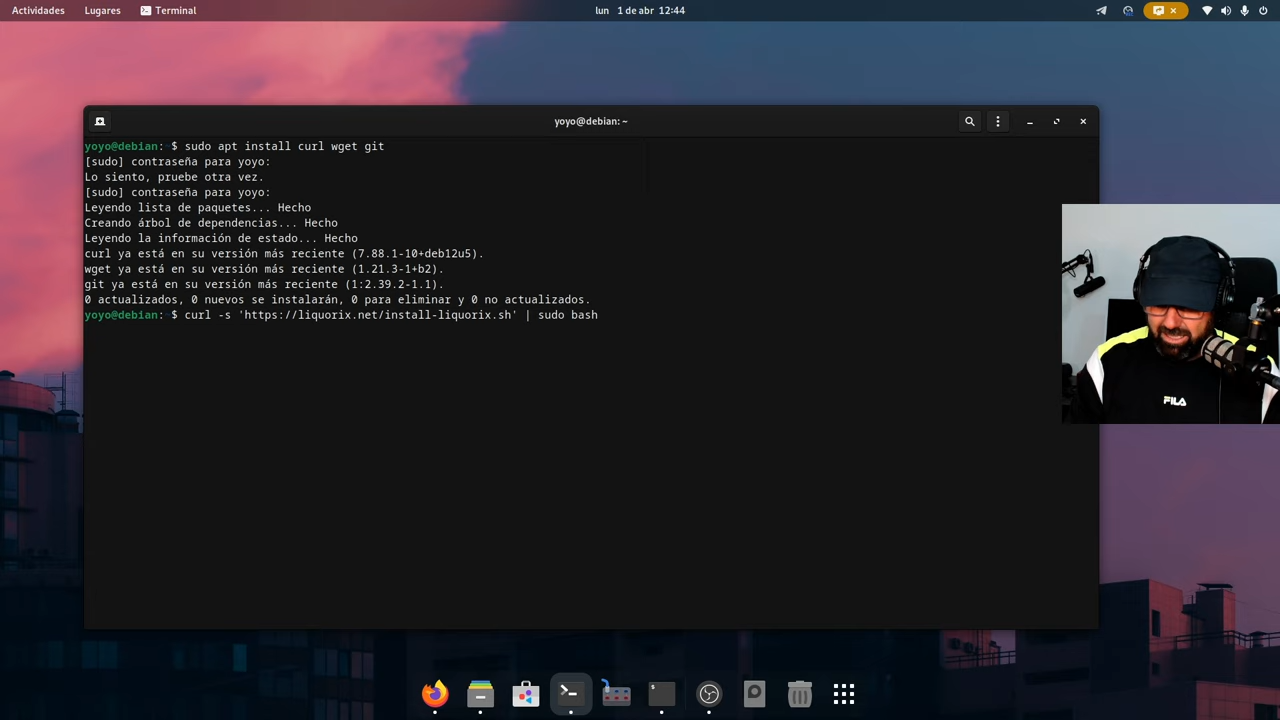 Actividades Lugares Terminal lun 1 de abr 12:44
yoyo@debian: ~
yoyo@debian:~$ sudo apt install curl wget git
[sudo] contraseña para yoyo:
Lo siento, pruebe otra vez.
[sudo] contraseña para yoyo:
Leyendo lista de paquetes... Hecho
Creando árbol de dependencias... Hecho
Leyendo la información de estado... Hecho
curl ya está en su versión más reciente (7.88.1-10+deb12u5).
wget ya está en su versión más reciente (1.21.3-1+b2).
git ya está en su versión más reciente (1:2.39.2-1.1).
0 actualizados, 0 nuevos se instalarán, 0 para eliminar y 0 no actualizados.
yoyo@debian:~$ curl -s 'https://liquorix.net/install-liquorix.sh' | sudo bash
FILA